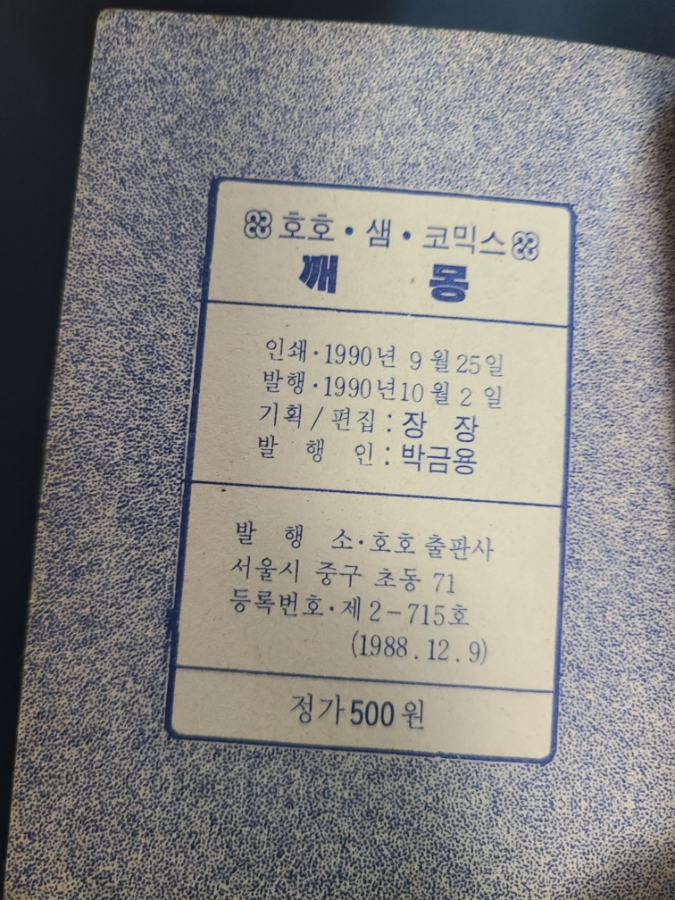 호호·샘·코믹스
깨 몽
인쇄·1990년 9월25일
발행·1990년10월 2일
기획/편집:장 장
발 행 인:박금용
발 행 소·호호출판사
서울시 중구 초동 71
등록번호·제2-715호
(1988.12.9)
정가500원